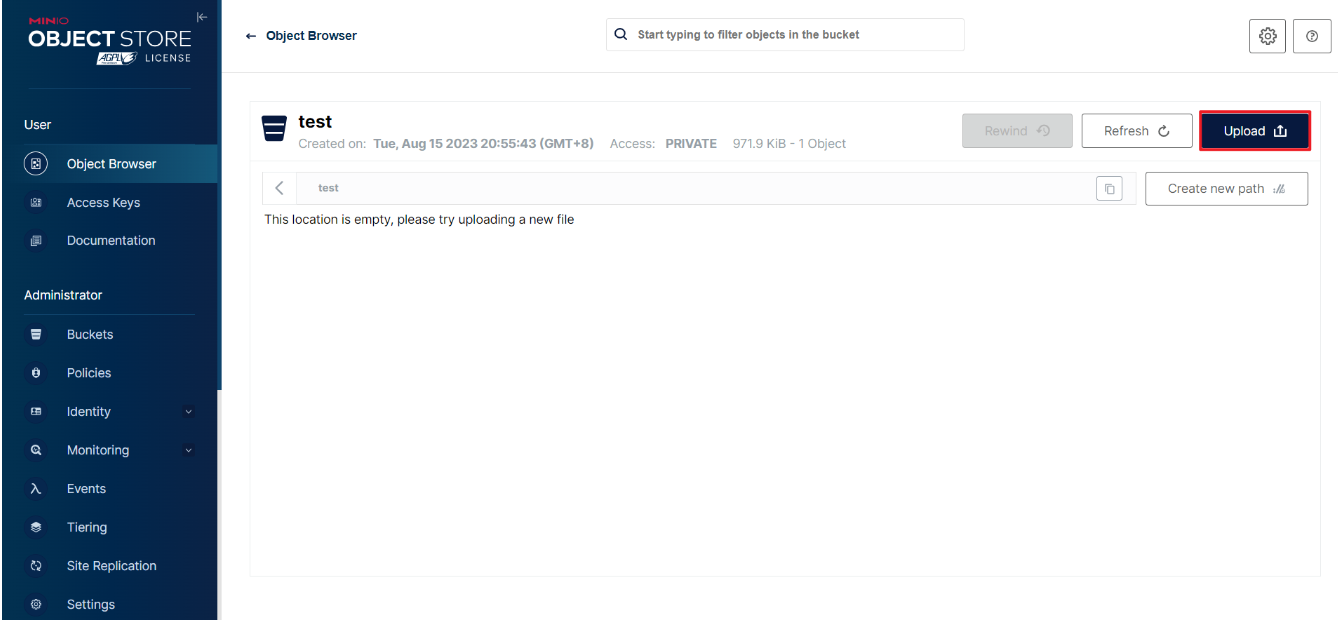 MINIO
OBJECT STORE
AGPLV3 LICENSE
User
Object Browser
Access Keys
Documentation
Administrator
Buckets
Policies
Identity
Monitoring
Events
Tiering
Site Replication
Settings
← Object Browser
Start typing to filter objects in the bucket
test
Created on: Tue, Aug 15 2023 20:55:43 (GMT+8) Access: PRIVATE 971.9 KiB - 1 Object
Rewind
Refresh
Upload
test
Create new path
This location is empty, please try uploading a new file